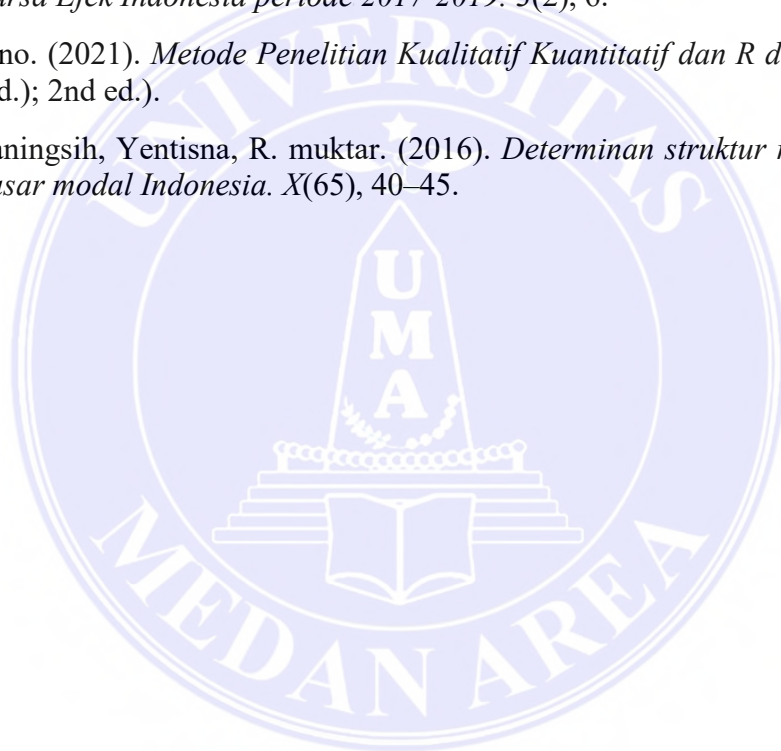 ursa Efek Indonesia periode 2017-2019. 3(2), 6.
no. (2021). Metode Penelitian Kualitatif Kuantitatif dan R d
d.); 2nd ed.).
aningsih, Yentisna, R. muktar. (2016). Determinan struktur
asar modal Indonesia. X(65), 40–45.
UNIVERSITAS
U
M
A
MEDAN AREA